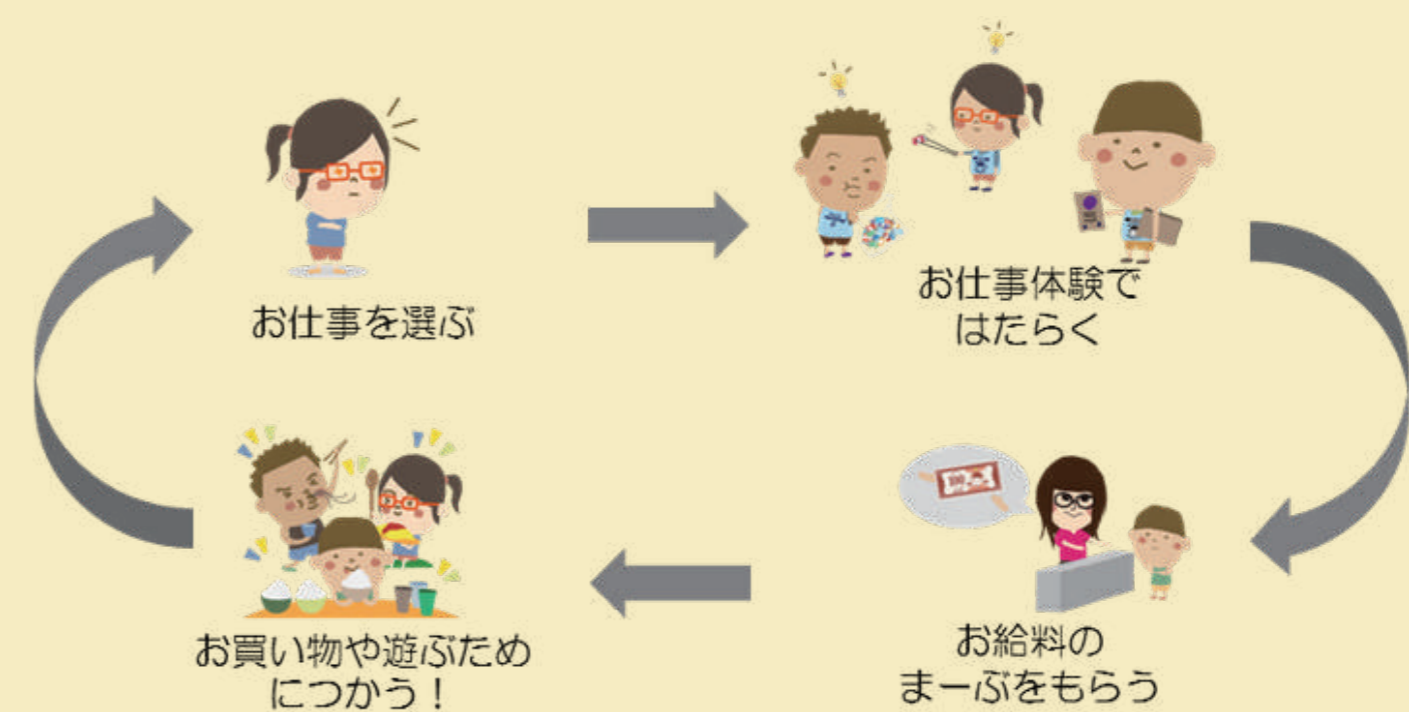 お仕事を選ぶ
お仕事体験で
はたらく
お給料の
まーぶをもらう
お買い物や遊ぶため
につかう！